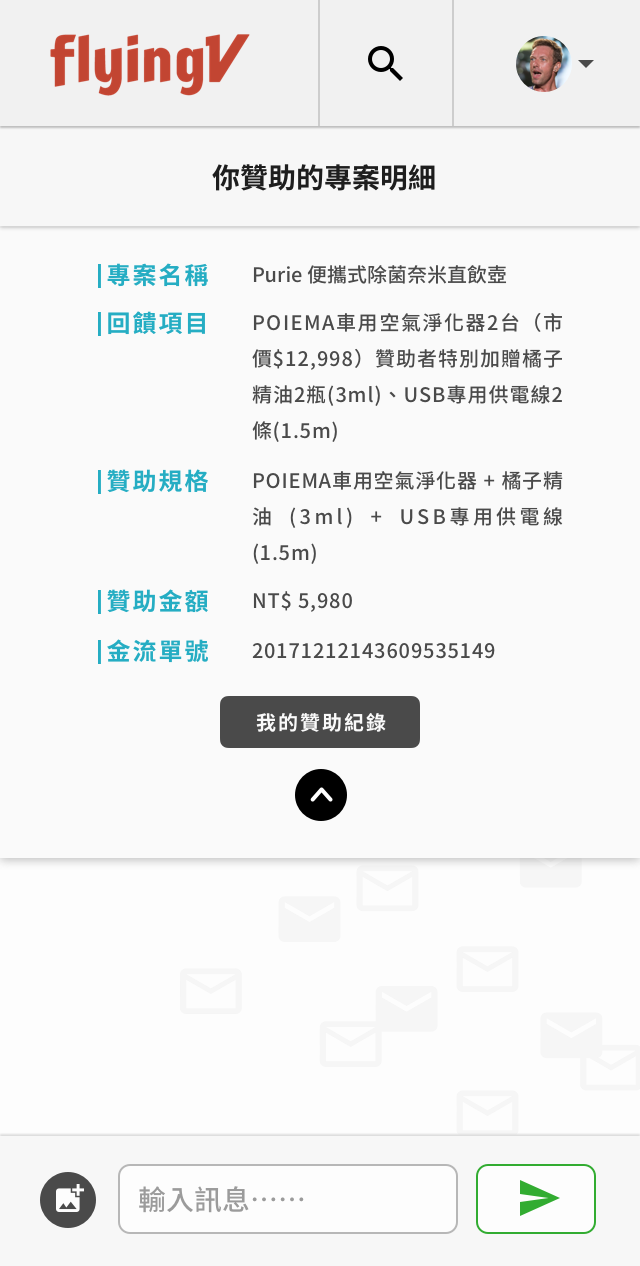 flyingV
你贊助的專案明細
專案名稱
Purie 便攜式除菌奈米直飲壺
回饋項目
POIEMA車用空氣淨化器2台（市
價$12,998）贊助者特別加贈橘子
精油2瓶(3ml)、USB專用供電線2
條(1.5m)
贊助規格
POIEMA車用空氣淨化器 + 橘子精
油 (3ml) + USB專用供電線
(1.5m)
贊助金額
NT$ 5,980
金流單號
20171212143609535149
我的贊助紀錄
輸入訊息⋯⋯